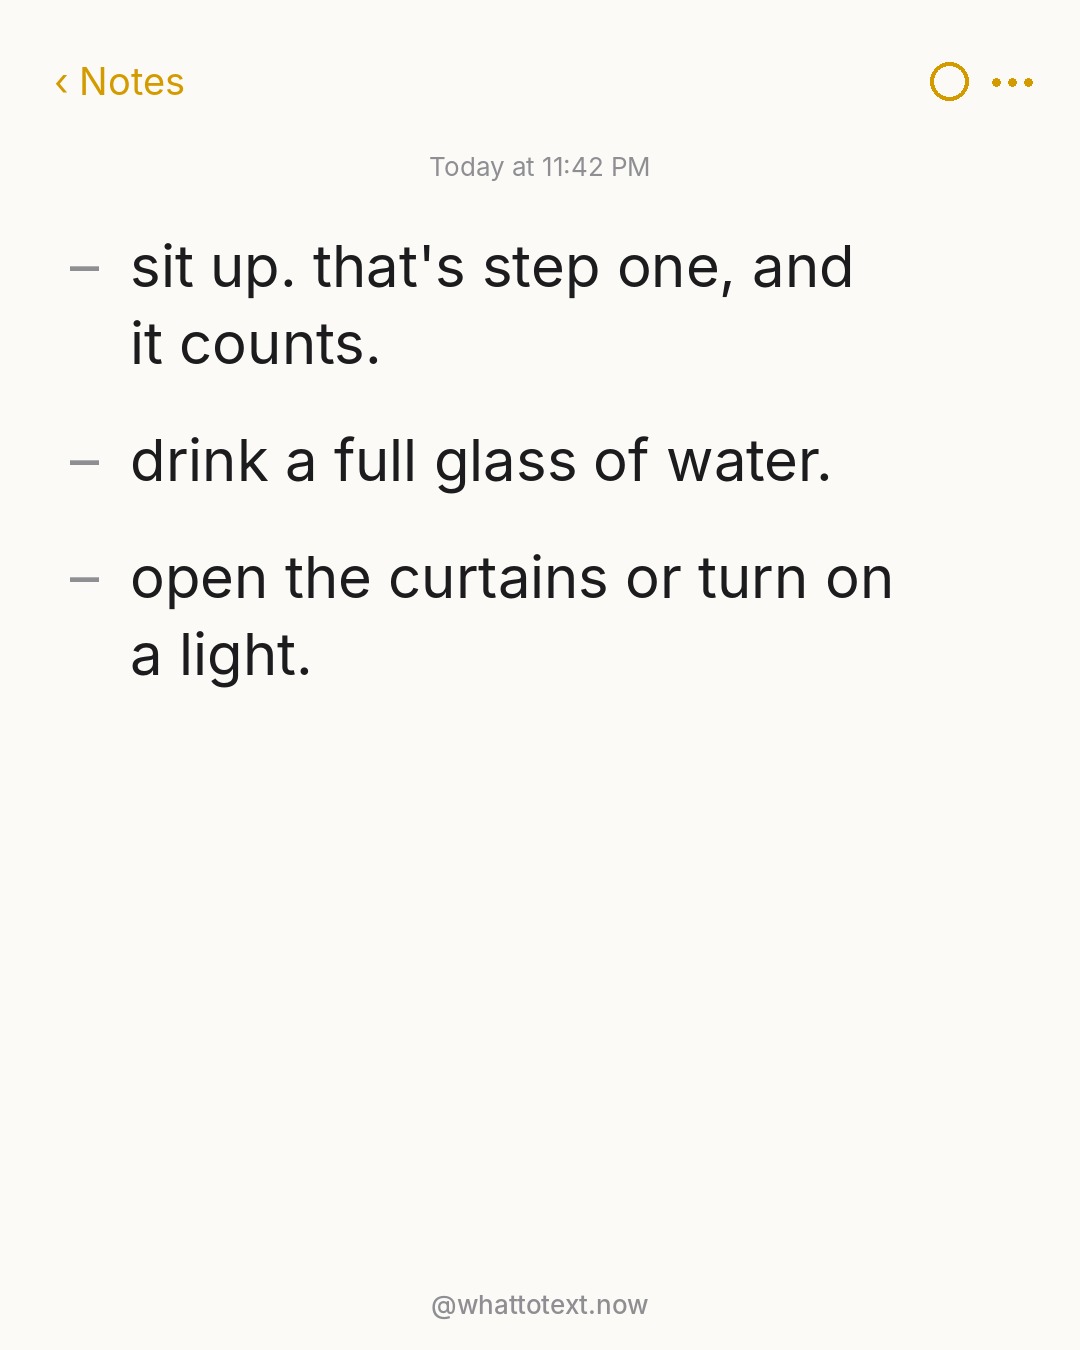 ‹ Notes
Today at 11:42 PM
– sit up. that's step one, and
it counts.
– drink a full glass of water.
– open the curtains or turn on
a light.
@whattotext.now